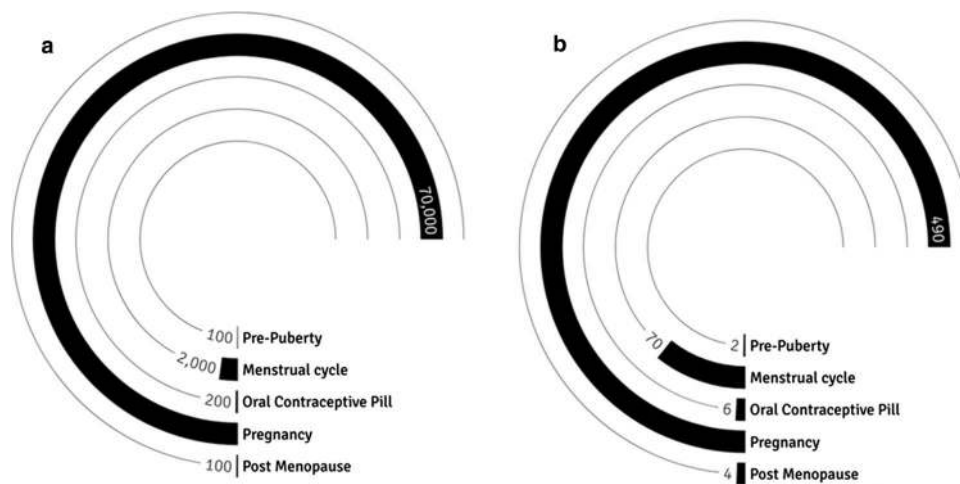 a
70,000
100 Pre-Puberty
2,000 Menstrual cycle
200 Oral Contraceptive Pill
Pregnancy
100 Post Menopause
b
490
2 Pre-Puberty
70 Menstrual cycle
6 Oral Contraceptive Pill
Pregnancy
4 Post Menopause